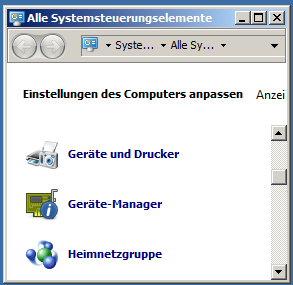 Alle Systemsteuerungselemente
Syste... Alle Sy...
Einstellungen des Computers anpassen Anzei
Geräte und Drucker
Geräte-Manager
Heimnetzgruppe